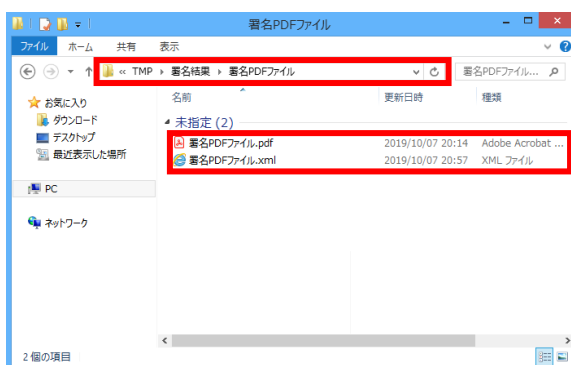 署名PDFファイル
ファイル ホーム 共有 表示
« TMP ▸ 署名結果 ▸ 署名PDFファイル 署名PDFファイル...
お気に入り
ダウンロード
デスクトップ
最近表示した場所
PC
ネットワーク
名前 更新日時 種類
未指定 (2)
署名PDFファイル.pdf 2019/10/07 20:14 Adobe Acrobat ...
署名PDFファイル.xml 2019/10/07 20:57 XML ファイル
2 個の項目